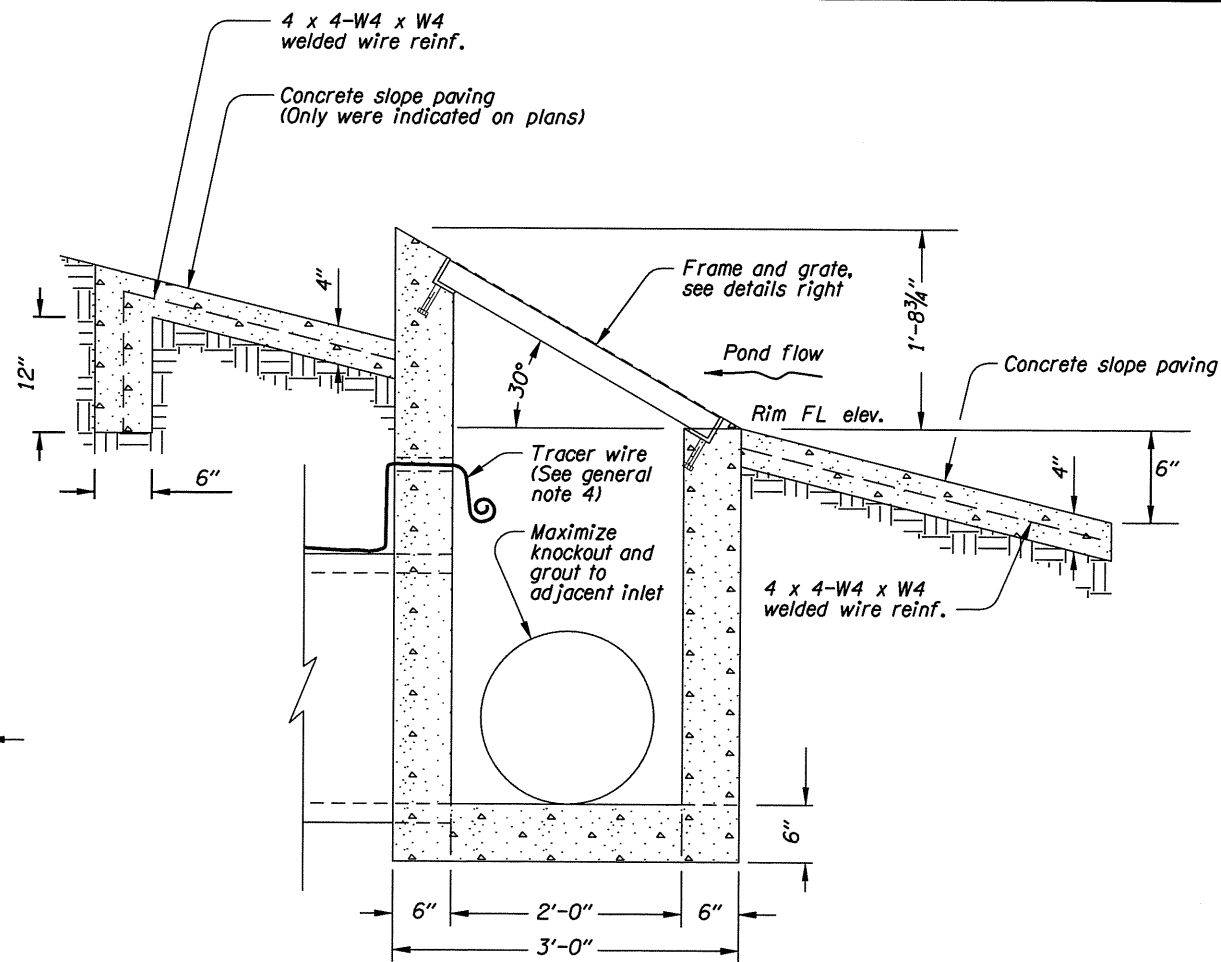 4 x 4-W4 x W4
welded wire reinf.
Concrete slope paving
(Only were indicated on plans)
4"
12"
6"
Frame and grate,
see details right
30°
Pond flow
1'-8¾"
Concrete slope paving
Rim FL elev.
Tracer wire
(See general
note 4)
4"
6"
Maximize
knockout and
grout to
adjacent inlet
4 x 4-W4 x W4
welded wire reinf.
6"
6"
2'-0"
6"
3'-0"